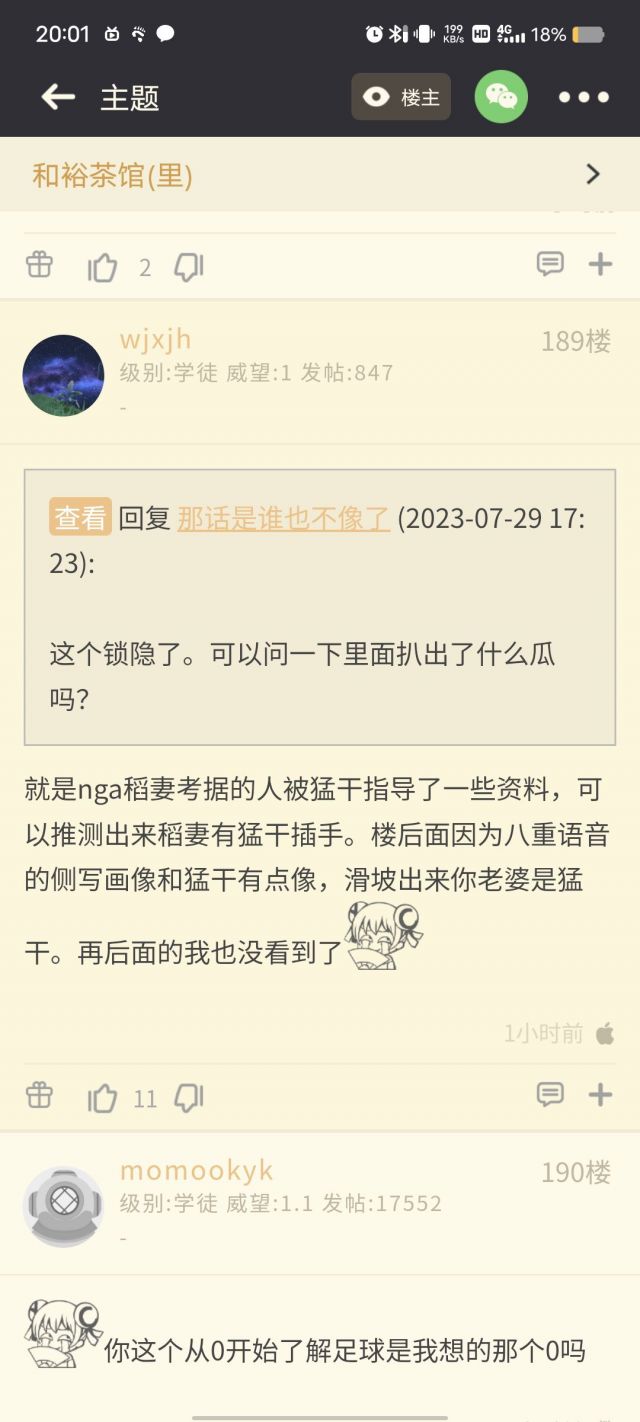 20:01 199 KB/s HD 4G 18%
主题 楼主
和裕茶馆(里)
2
wjxjh 189楼
级别:学徒 威望:1 发帖:847
-
查看 回复 那话是谁也不像了 (2023-07-29 17:
23):
这个锁隐了。可以问一下里面扒出了什么瓜
吗?
就是nga稻妻考据的人被猛干指导了一些资料，可
以推测出来稻妻有猛干插手。楼后面因为八重语音
的侧写画像和猛干有点像，滑坡出来你老婆是猛
干。再后面的我也没看到了
1小时前
11
momookyk 190楼
级别:学徒 威望:1.1 发帖:17552
-
你这个从0开始了解足球是我想的那个0吗